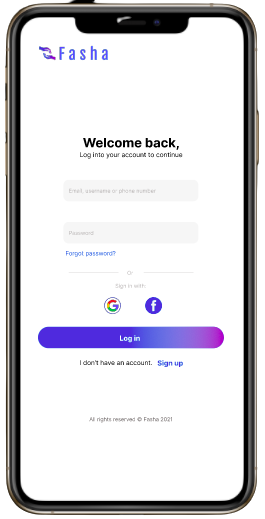 Fasha
Welcome back,
Log into your account to continue
Email, username or phone number
Password
Forgot password?
Or
Sign in with
G f
Log in
I don't have an account. Sign up
All rights reserved © Fasha 2021